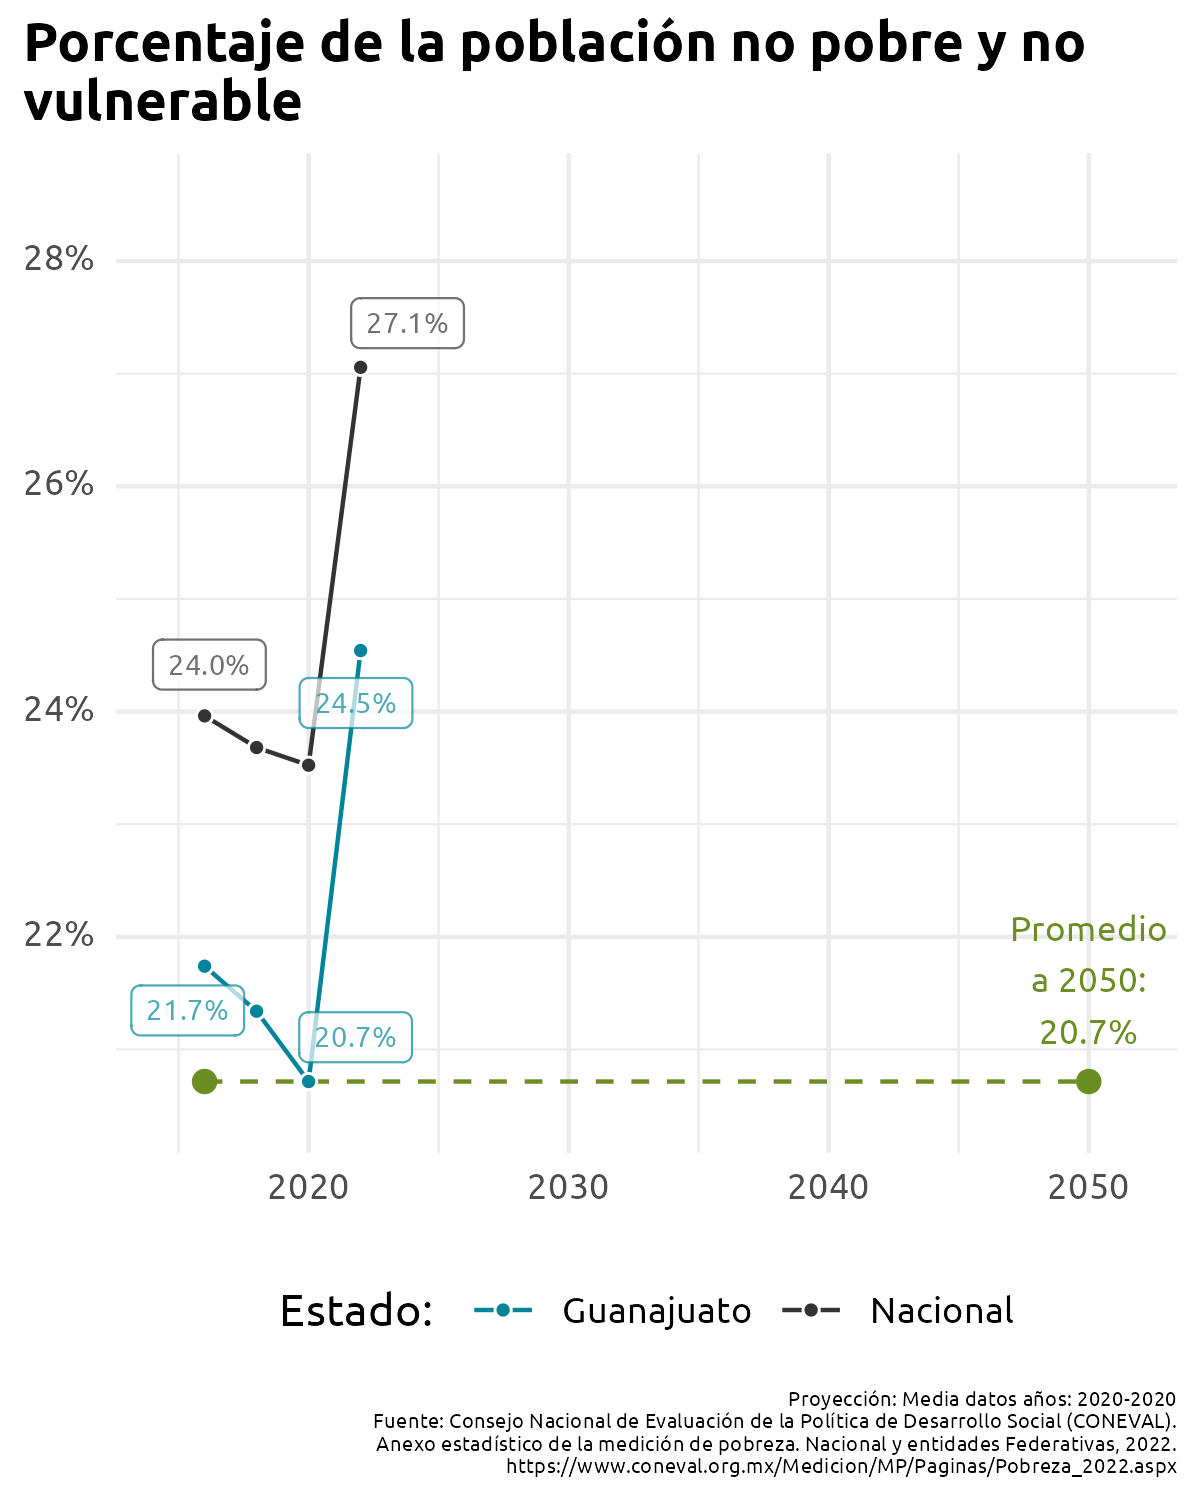 Porcentaje de la población no pobre y no
vulnerable
28%
27.1%
26%
24.0%
24.5%
24%
22%
Promedio
a 2050:
20.7%
21.7%
20.7%
2020 2030 2040 2050
Estado: Guanajuato Nacional
Proyección: Media datos años: 2020-2020
Fuente: Consejo Nacional de Evaluación de la Política de Desarrollo Social (CONEVAL).
Anexo estadístico de la medición de pobreza. Nacional y entidades Federativas, 2022.
https://www.coneval.org.mx/Medicion/MP/Paginas/Pobreza_2022.aspx